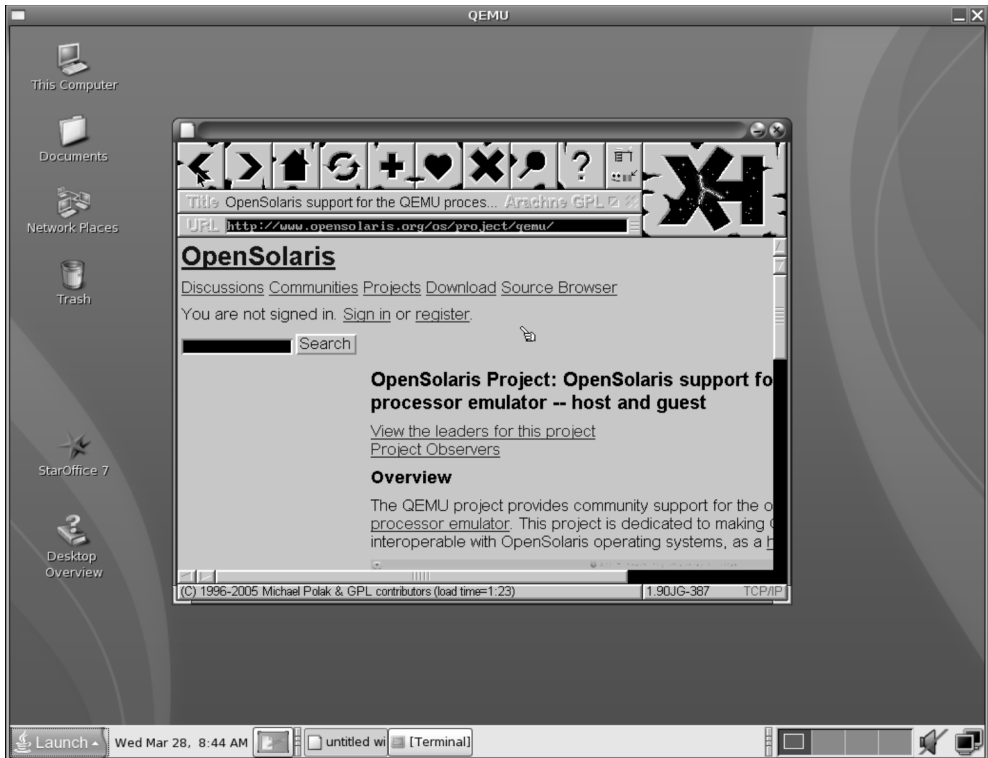 QEMU
This Computer
Documents
Network Places
Trash
StarOffice 7
Desktop
Overview
Title OpenSolaris support for the QEMU proces... Arachne GPL
URL http://www.opensolaris.org/os/project/qemu/
OpenSolaris
Discussions Communities Projects Download Source Browser
You are not signed in. Sign in or register.
Search
OpenSolaris Project: OpenSolaris support fo
processor emulator -- host and guest
View the leaders for this project
Project Observers
Overview
The QEMU project provides community support for the o
processor emulator. This project is dedicated to making
interoperable with OpenSolaris operating systems, as a h
(C) 1996-2005 Michael Polak & GPL contributors (load time=1:23) 1.90JG-387 TCP/IP
Launch Wed Mar 28, 8:44 AM untitled wi [Terminal]